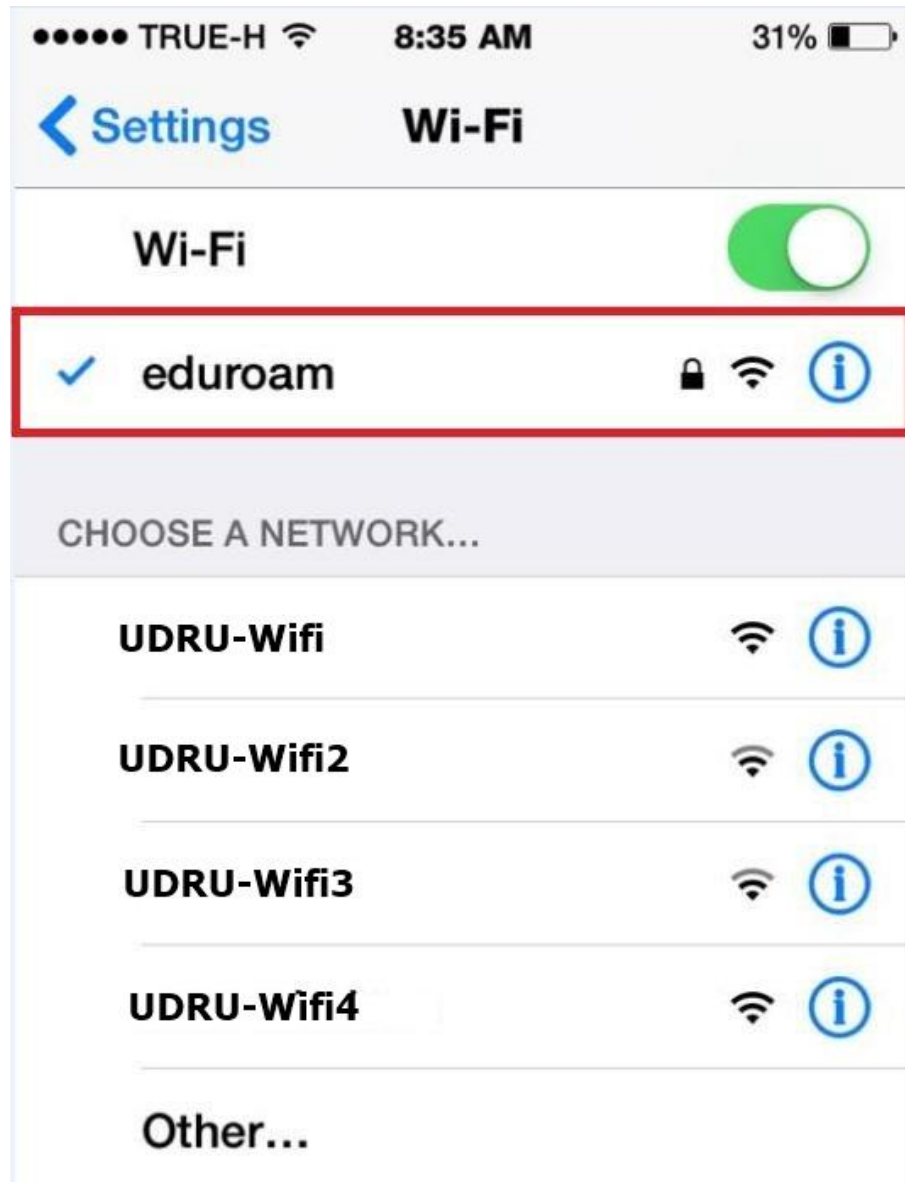 TRUE-H 8:35 AM 31%
Settings Wi-Fi
Wi-Fi
eduroam
CHOOSE A NETWORK...
UDRU-Wifi
UDRU-Wifi2
UDRU-Wifi3
UDRU-Wifi4
Other...